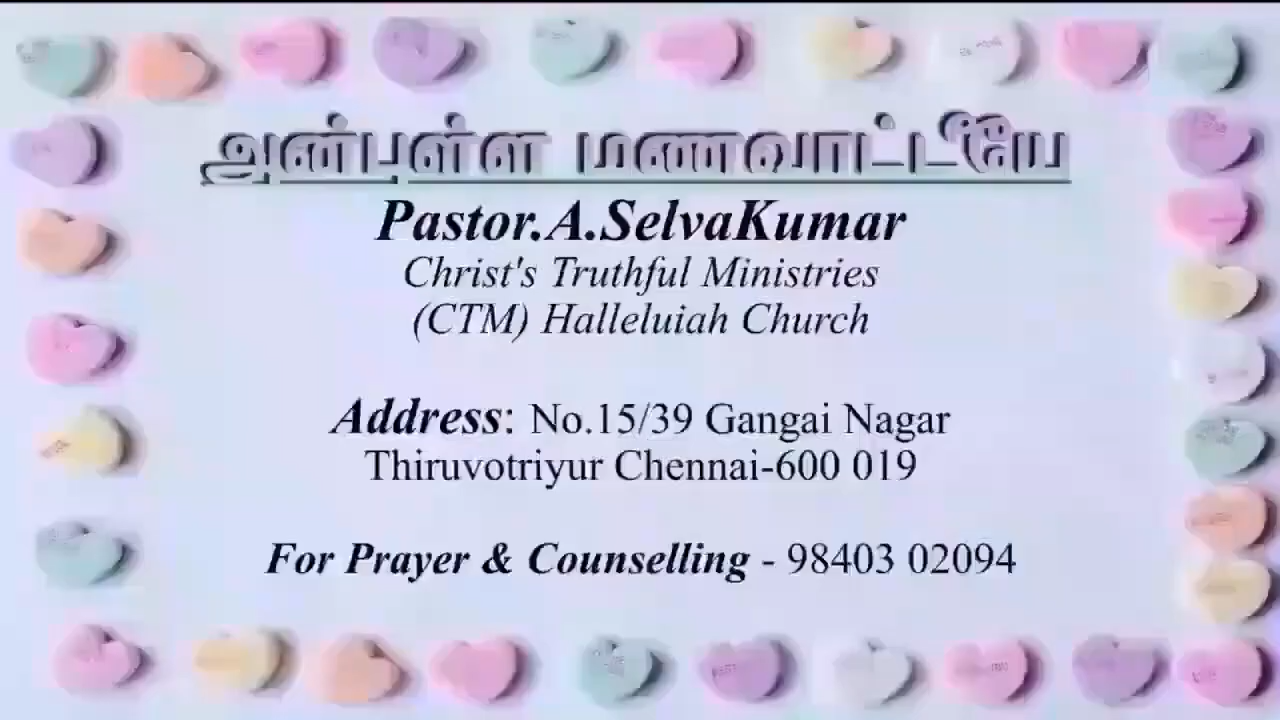 அன்புள்ள மணவாட்டியே
Pastor.A.SelvaKumar
Christ's Truthful Ministries
(CTM) Halleluiah Church
Address: No.15/39 Gangai Nagar
Thiruvotriyur Chennai-600 019
For Prayer & Counselling - 98403 02094